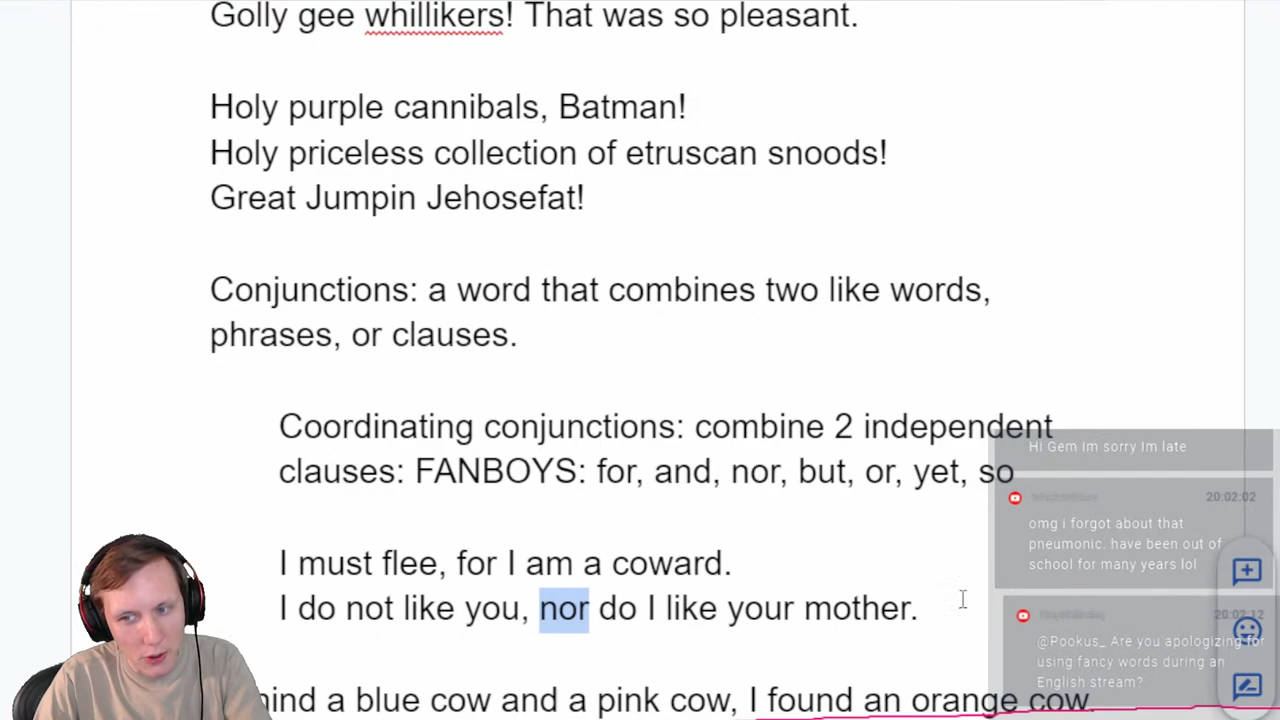 Golly gee whillikers! That was so pleasant.
Holy purple cannibals, Batman!
Holy priceless collection of etruscan snoods!
Great Jumpin Jehosefat!
Conjunctions: a word that combines two like words,
phrases, or clauses.
Coordinating conjunctions: combine 2 independent
clauses: FANBOYS: for, and, nor, but, or, yet, so
I must flee, for I am a coward.
I do not like you, nor do I like your mother.
hind a blue cow and a pink cow, I found an orange cow.
Hi Gem Im sorry Im late
20:02:02
omg i forgot about that
pneumonic. have been out of
school for many years lol
20:02:12
@Pookus_ Are you apologizing for
using fancy words during an
English stream?